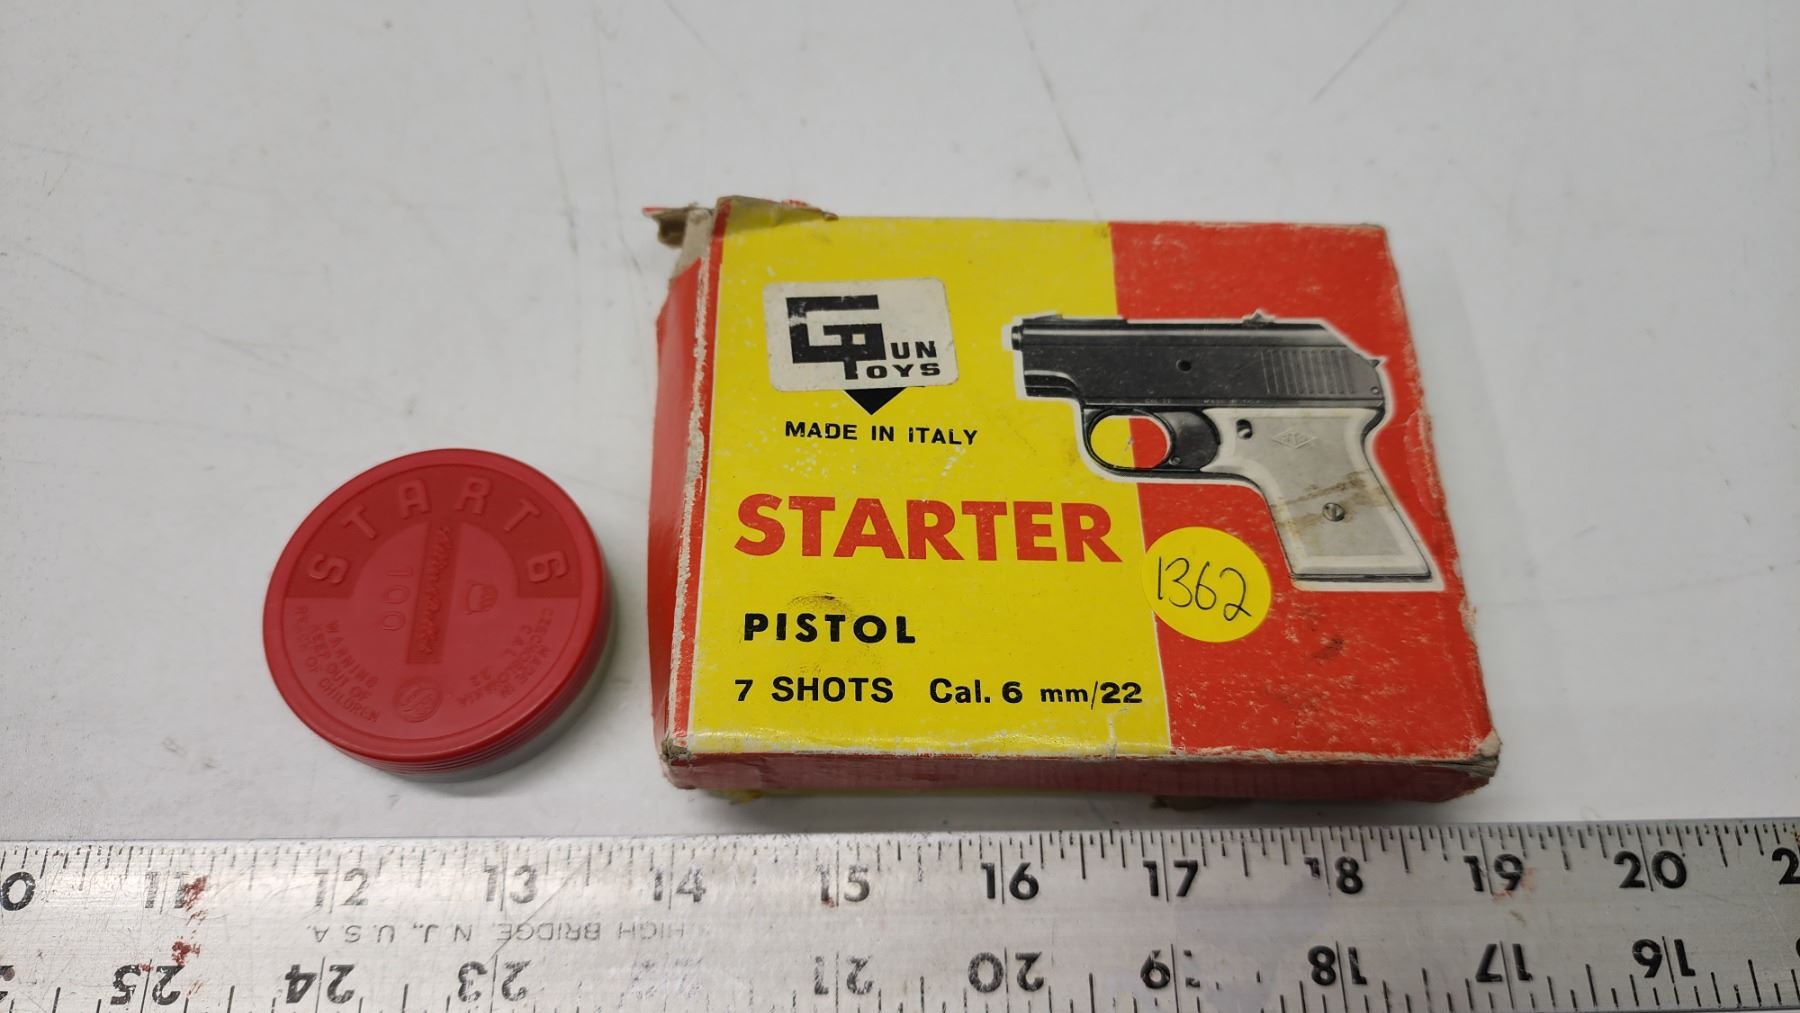 START 6
100
WARNING
KEEP OUT OF
REACH OF CHILDREN
MADE IN
CZECHOSLOVAKIA
CAL 22
GUN
TOYS
MADE IN ITALY
STARTER
PISTOL
7 SHOTS Cal. 6 mm/22
1362
11 12 13 14 15 16 17 18 19 20
HIGH BRIDGE, N.J., U.S.A.
25 24 23 21 20 19 18 17 16